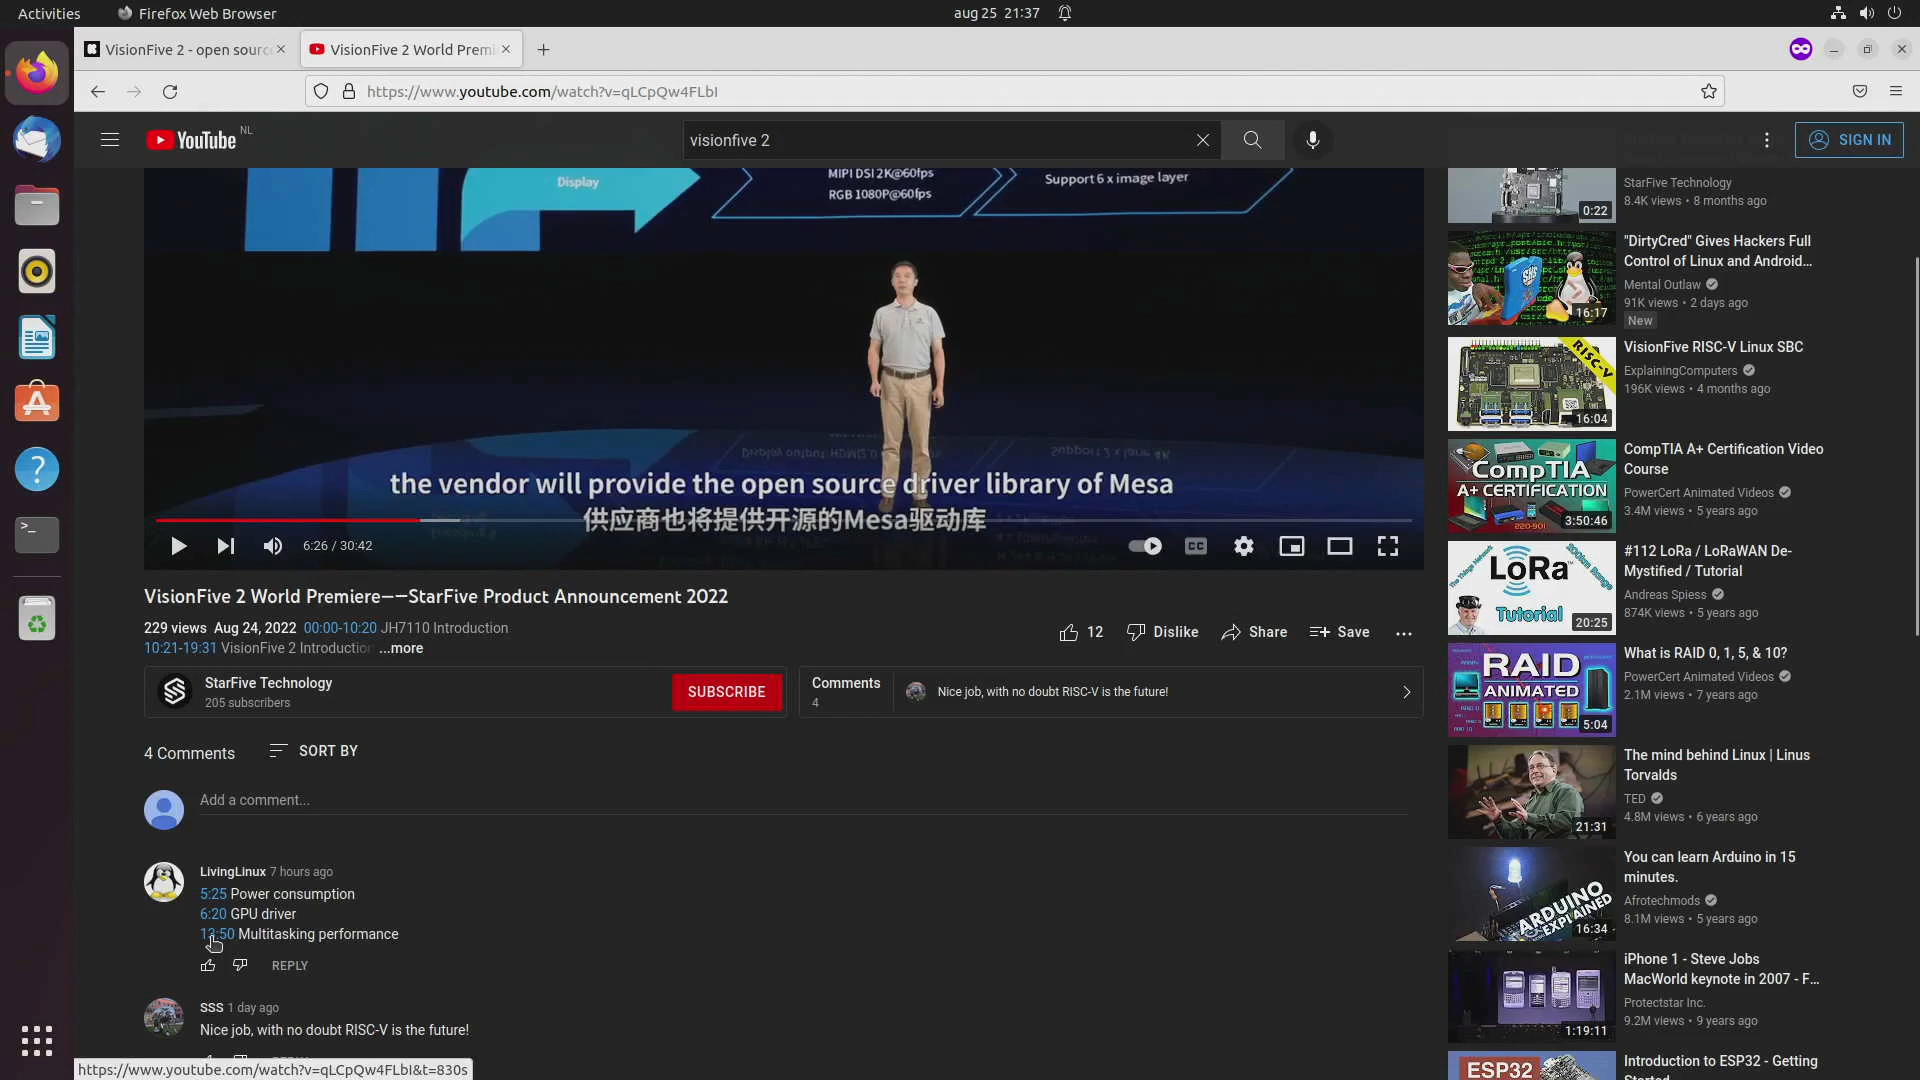 Activities
Firefox Web Browser
aug 25 21:37
VisionFive 2 - open sourc
VisionFive 2 World Premi
https://www.youtube.com/watch?v=qLCpQw4FLbI
YouTube NL
visionfive 2
SIGN IN
Display
MIPI DSI 2K@60fps
RGB 1080P@60fps
Support 6 x image layer
the vendor will provide the open source driver library of Mesa
供应商也将提供开源的Mesa驱动库
6:26 / 30:42
CC
VisionFive 2 World Premiere——StarFive Product Announcement 2022
229 views Aug 24, 2022 00:00-10:20 JH7110 Introduction
10:21-19:31 VisionFive 2 Introduction ...more
12
Dislike
Share
Save
StarFive Technology
205 subscribers
SUBSCRIBE
Comments
4
Nice job, with no doubt RISC-V is the future!
4 Comments
SORT BY
Add a comment...
LivingLinux 7 hours ago
5:25 Power consumption
6:20 GPU driver
13:50 Multitasking performance
REPLY
SSS 1 day ago
Nice job, with no doubt RISC-V is the future!
https://www.youtube.com/watch?v=qLCpQw4FLbI&t=830s
0:22
StarFive Technology
8.4K views • 8 months ago
16:17
"DirtyCred" Gives Hackers Full
Control of Linux and Android...
Mental Outlaw
91K views • 2 days ago
New
RISC-V
16:04
VisionFive RISC-V Linux SBC
ExplainingComputers
196K views • 4 months ago
CompTIA
A+ CERTIFICATION
220-901
3:50:46
CompTIA A+ Certification Video
Course
PowerCert Animated Videos
3.4M views • 5 years ago
The Things Network
LoRa
Tutorial
20:25
#112 LoRa / LoRaWAN De-
Mystified / Tutorial
Andreas Spiess
874K views • 5 years ago
RAID
ANIMATED
5:04
What is RAID 0, 1, 5, & 10?
PowerCert Animated Videos
2.1M views • 7 years ago
21:31
The mind behind Linux | Linus
Torvalds
TED
4.8M views • 6 years ago
ARDUINO
EXPLAINED
16:34
You can learn Arduino in 15
minutes.
Afrotechmods
8.1M views • 5 years ago
1:19:11
iPhone 1 - Steve Jobs
MacWorld keynote in 2007 - F...
Protectstar Inc.
9.2M views • 9 years ago
ESP32
Introduction to ESP32 - Getting